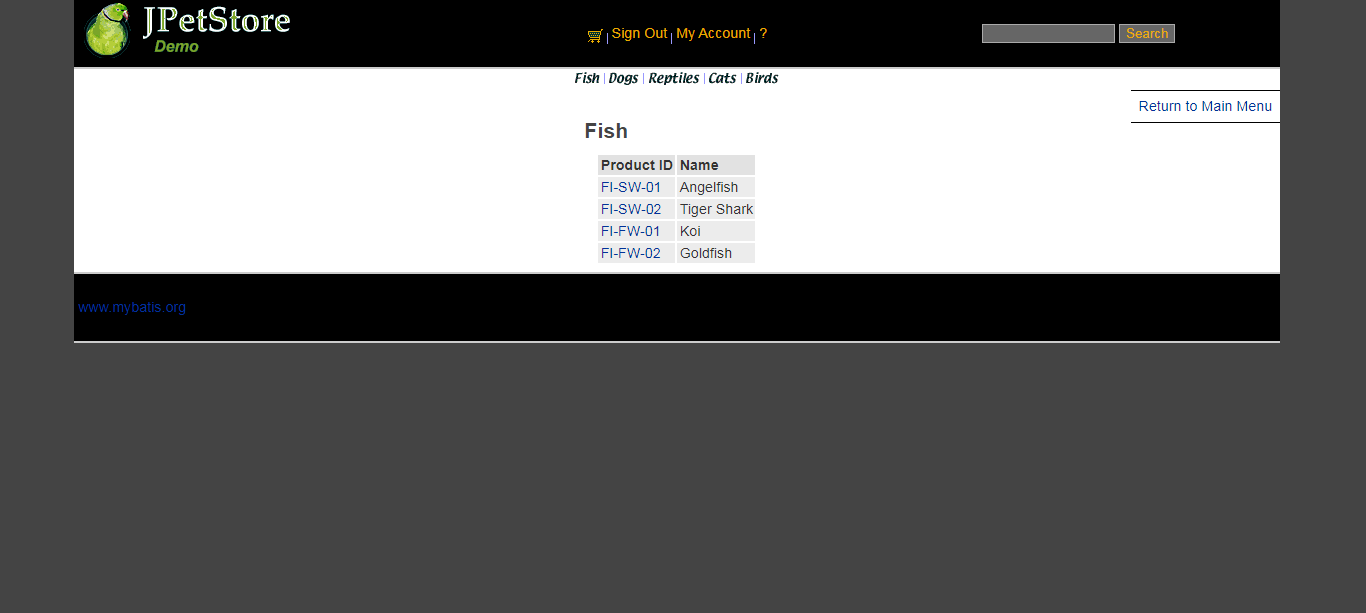 JPetStore
Demo
Sign Out | My Account | ?
Search
Fish | Dogs | Reptiles | Cats | Birds
Return to Main Menu
Fish
Product ID Name
FI-SW-01 Angelfish
FI-SW-02 Tiger Shark
FI-FW-01 Koi
FI-FW-02 Goldfish
www.mybatis.org